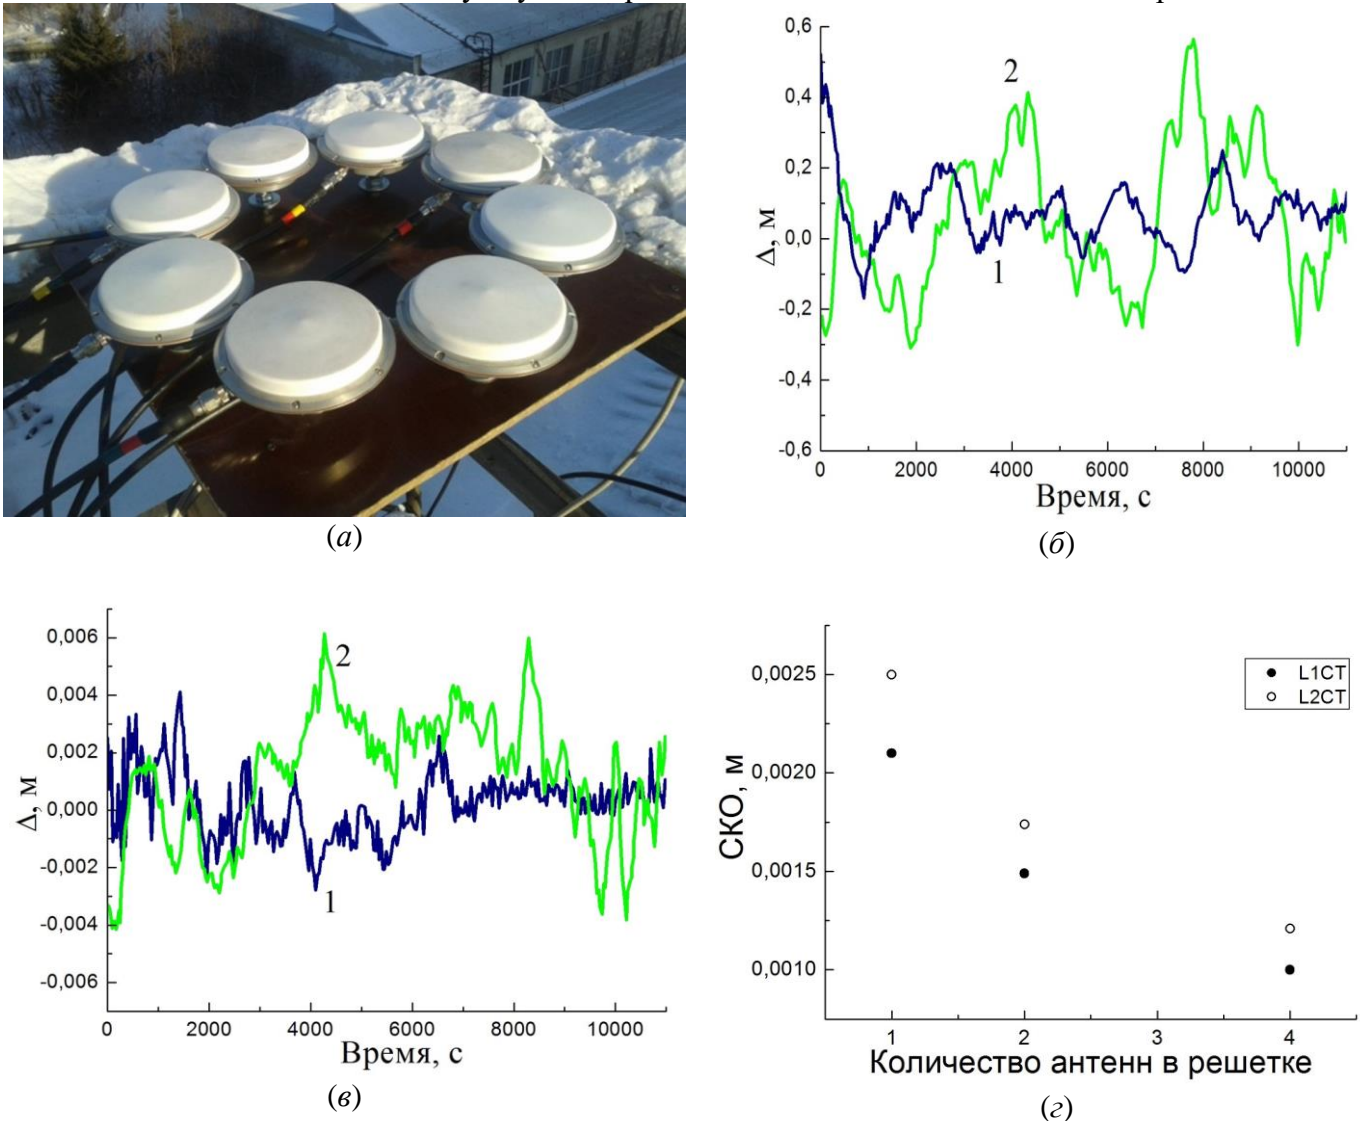 0,6
0,4
0,2
0,0
-0,2
-0,4
-0,6
Δ, м
2
1
0 2000 4000 6000 8000 10000
Время, с
(а)
(б)
0,006
0,004
0,002
0,000
-0,002
-0,004
-0,006
Δ, м
2
1
0 2000 4000 6000 8000 10000
Время, с
(в)
0,0025
0,0020
0,0015
0,0010
СКО, м
L1CT
L2CT
1 2 3 4
Количество антенн в решетке
(г)